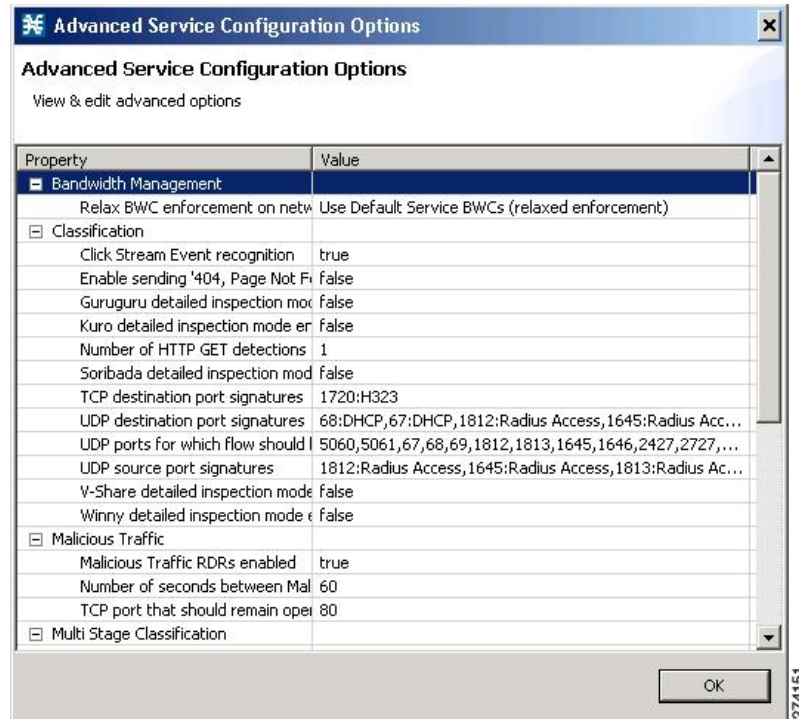 Advanced Service Configuration Options
Advanced Service Configuration Options
View & edit advanced options
Property Value
Bandwidth Management
Relax BWC enforcement on netw Use Default Service BWCs (relaxed enforcement)
Classification
Click Stream Event recognition true
Enable sending '404, Page Not F false
Guruguru detailed inspection mod false
Kuro detailed inspection mode en false
Number of HTTP GET detections 1
Soribada detailed inspection mod false
TCP destination port signatures 1720:H323
UDP destination port signatures 68:DHCP,67:DHCP,1812:Radius Access,1645:Radius Acc...
UDP ports for which flow should 5060,5061,67,68,69,1812,1813,1645,1646,2427,2727,...
UDP source port signatures 1812:Radius Access,1645:Radius Access,1813:Radius Ac...
V-Share detailed inspection mode false
Winny detailed inspection mode false
Malicious Traffic
Malicious Traffic RDRs enabled true
Number of seconds between Mal 60
TCP port that should remain open 80
Multi Stage Classification
OK
274151